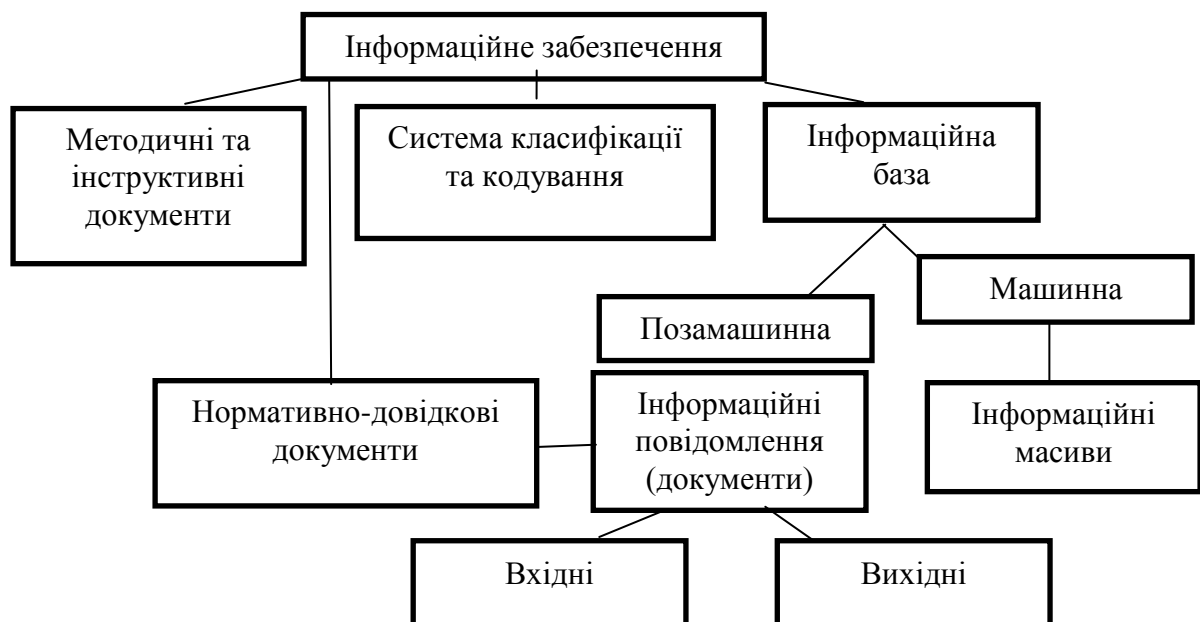 Інформаційне забезпечення
Методичні та
інструктивні
документи
Система класифікації
та кодування
Інформаційна
база
Машинна
Позамашинна
Нормативно-довідкові
документи
Інформаційні
повідомлення
(документи)
Інформаційні
масиви
Вхідні
Вихідні